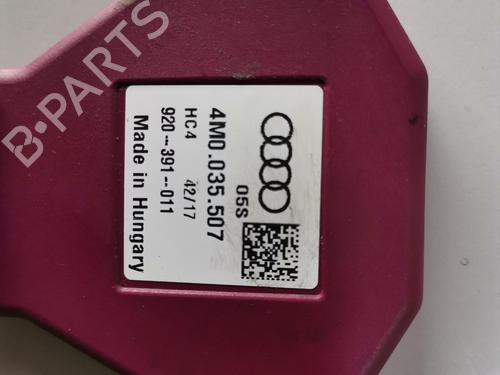 4M0.035.507
05S
HC4 42/17
920--391--011
Made in Hungary
B-PARTS